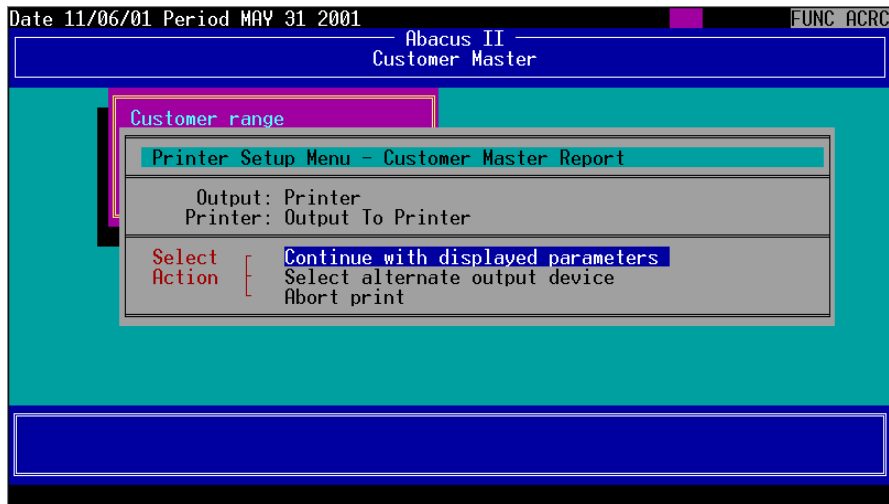 Date 11/06/01 Period MAY 31 2001 FUNC ACRC
Abacus II
Customer Master
Customer range
Printer Setup Menu - Customer Master Report
Output: Printer
Printer: Output To Printer
Select Continue with displayed parameters
Action Select alternate output device
Abort print